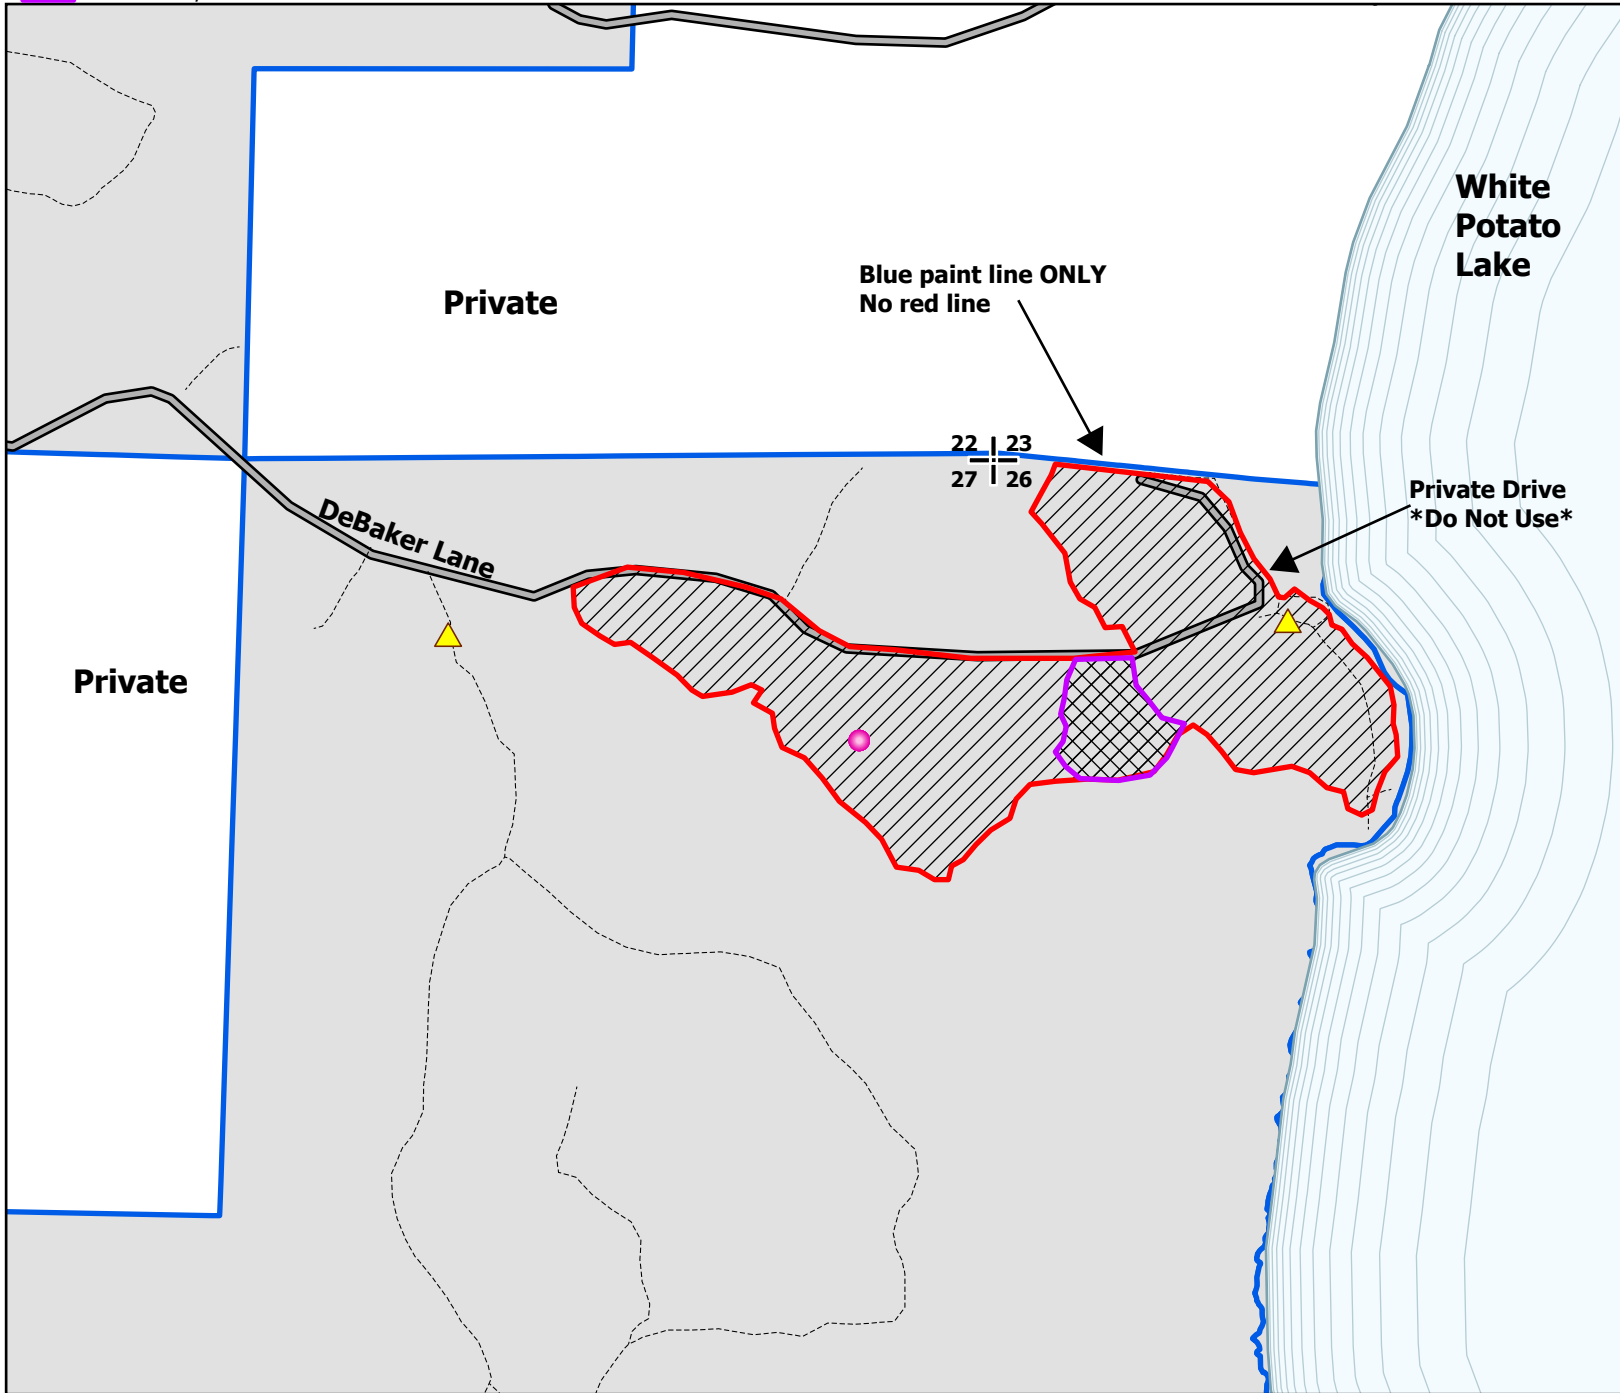 White
Potato
Lake
Blue paint line ONLY
No red line
Private
22 23
27 26
Private Drive
*Do Not Use*
DeBaker Lane
Private